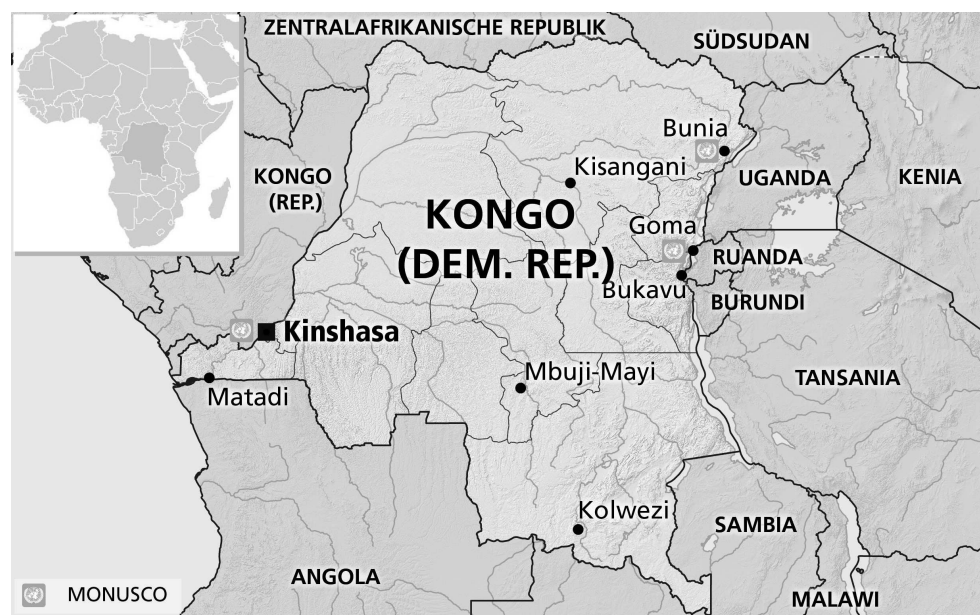 ZENTRALAFRIKANISCHE REPUBLIK
SÜDSUDAN
Bunia
Kisangani
KONGO
(REP.)
UGANDA
KENIA
KONGO
(DEM. REP.)
Goma
RUANDA
Bukavu
BURUNDI
Kinshasa
Mbuji-Mayi
TANSANIA
Matadi
Kolwezi
SAMBIA
ANGOLA
MONUSCO
MALAWI